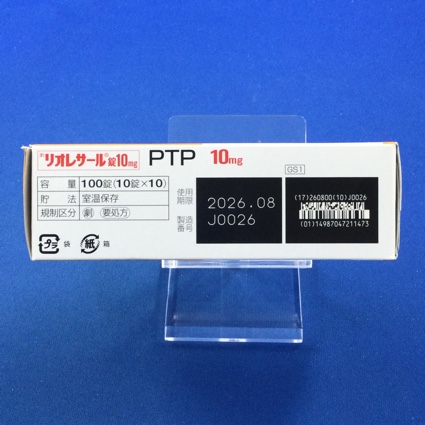 リオレサール®錠10mg PTP 10mg
容量 100錠(10錠×10)
貯法 室温保存
規制区分 劇 要処方
プラ 袋 紙 箱
使用期限 2026.08
製造番号 J0026
GS1
(17)260800(10)J0026
(01)14987047211473